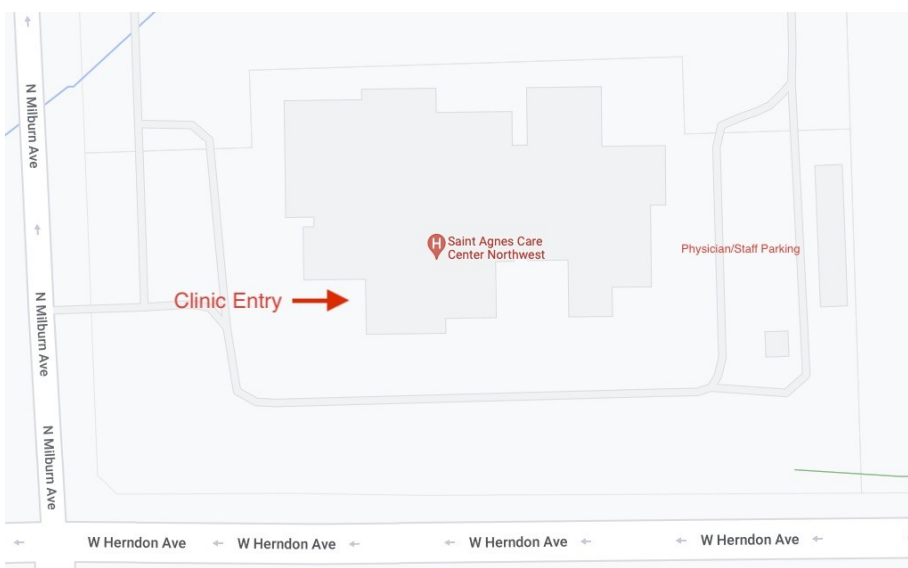 N Milburn Ave
H
Saint Agnes Care
Center Northwest
Physician/Staff Parking
Clinic Entry
N Milburn Ave
N Milburn Ave
W Herndon Ave
W Herndon Ave
W Herndon Ave
W Herndon Ave